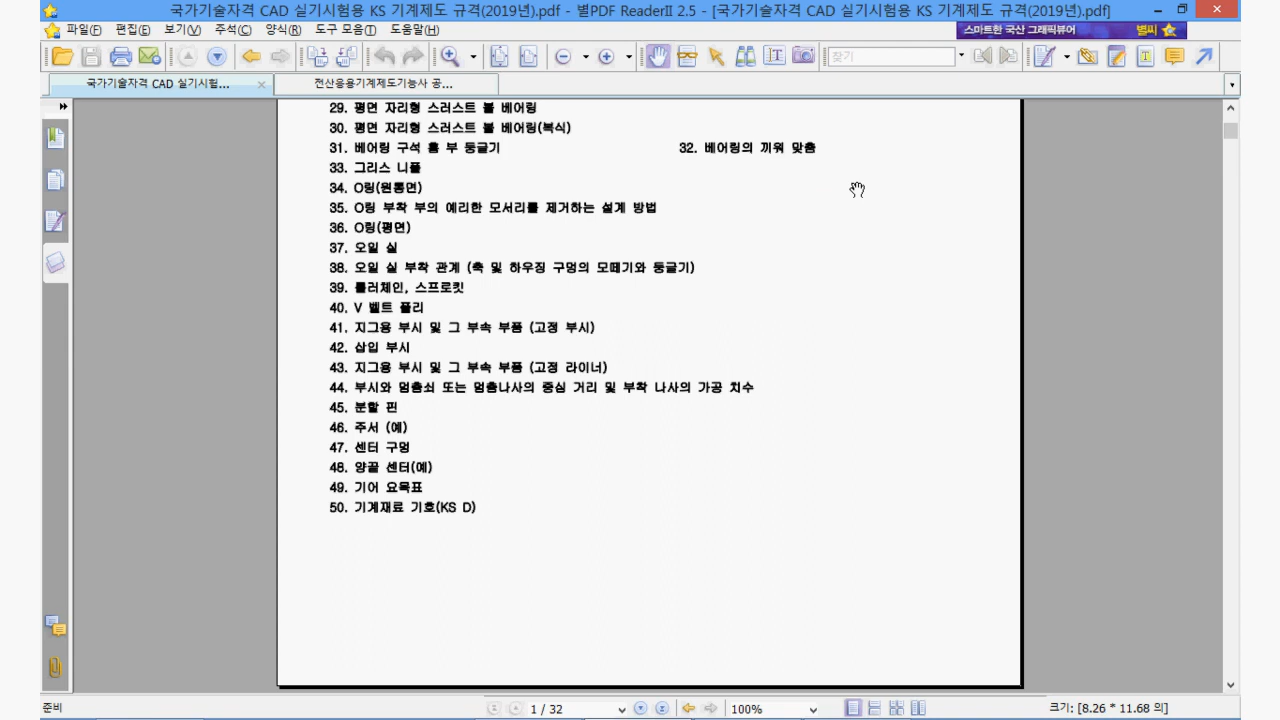 국가기술자격 CAD 실기시험용 KS 기계제도 규격(2019년).pdf - 별PDF ReaderII 2.5 - [국가기술자격 CAD 실기시험용 KS 기계제도 규격(2019년).pdf]
파일(F) 편집(E) 보기(V) 주석(C) 양식(R) 도구 모음(T) 도움말(H) 스마트한 국산 그래픽뷰어 별씨
찾기
국가기술자격 CAD 실기시험... 전산응용기계제도기능사 공...
29. 평면 자리형 스러스트 볼 베어링
30. 평면 자리형 스러스트 볼 베어링(복식)
31. 베어링 구석 홈 부 둥글기 32. 베어링의 끼워 맞춤
33. 그리스 니플
34. O링(원통면)
35. O링 부착 부의 예리한 모서리를 제거하는 설계 방법
36. O링(평면)
37. 오일 실
38. 오일 실 부착 관계 (축 및 하우징 구멍의 모떼기와 둥글기)
39. 롤러체인, 스프로킷
40. V 벨트 풀리
41. 지그용 부시 및 그 부속 부품 (고정 부시)
42. 삽입 부시
43. 지그용 부시 및 그 부속 부품 (고정 라이너)
44. 부시와 멈춤쇠 또는 멈춤나사의 중심 거리 및 부착 나사의 가공 치수
45. 분할 핀
46. 주서 (예)
47. 센터 구멍
48. 양끝 센터(예)
49. 기어 요목표
50. 기계재료 기호(KS D)
준비 1 / 32 100% 크기: [8.26 * 11.68 의]